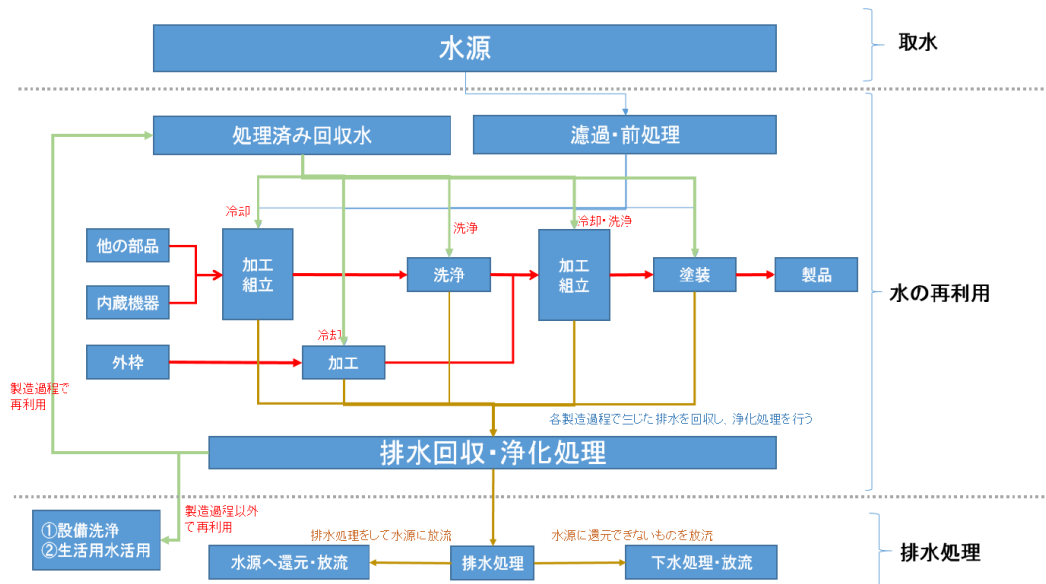 水源
取水
処理済み回収水
濾過・前処理
冷却
洗浄
冷却・洗浄
他の部品
内蔵機器
加工
組立
洗浄
加工
組立
塗装
製品
水の再利用
冷却
外枠
加工
製造過程で
再利用
各製造過程で生じた排水を回収し、浄化処理を行う
排水回収・浄化処理
製造過程以外
で再利用
①設備洗浄
②生活用水活用
排水処理をして水源に放流
水源に還元できないものを放流
水源へ還元・放流
排水処理
下水処理・放流
排水処理